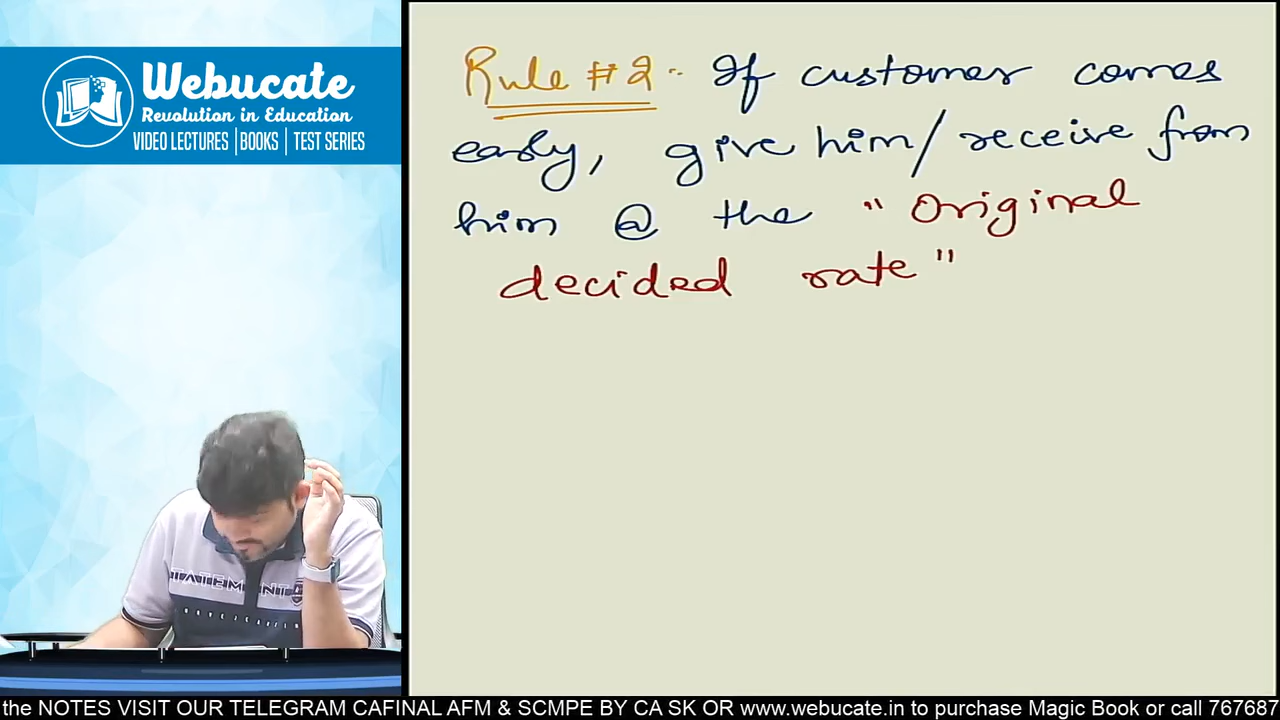 Webucate
Revolution in Education
VIDEO LECTURES | BOOKS | TEST SERIES
Rule #2:- If customer comes
early, give him/receive from
him @ the "Original
decided rate"
TATEMENT
the NOTES VISIT OUR TELEGRAM CAFINAL AFM & SCMPE BY CA SK OR www.webucate.in to purchase Magic Book or call 767687